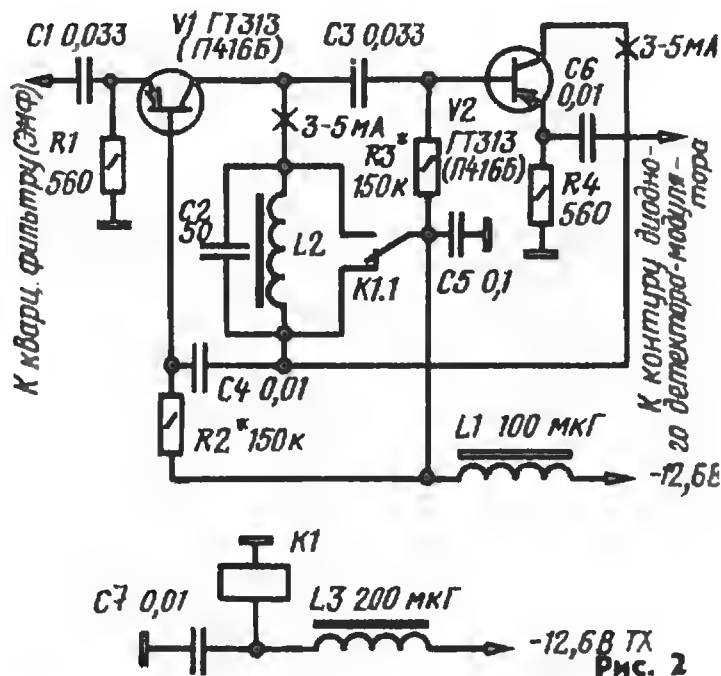 C1 0,033
V1 ГТ313
(П416Б)
C3 0,033
3-5мА
C6
0,01
R1
560
3-5мА
V2
ГТ313
(П416Б)
R3*
150к
R4
560
C2
50
L2
K1.1
C5 0,1
К кварц. фильтру (ЭМФ)
К контуру диодно-
го детектора-модуля-
тора
C4 0,01
R2* 150к
L1 100 мкГ
-12,6В
K1
C7 0,01
L3 200 мкГ
-12,6В TX
Рис. 2